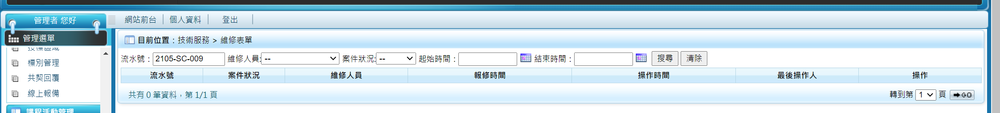 管理者 您好
網站前台 個人資料 登出
管理選單
標別管理
共契回覆
線上報備
課程活動管理
目前位置：技術服務 > 維修表單
流水號： 2105-SC-009 維修人員: -- 案件狀況: -- 起始時間： 結束時間： 搜尋 清除
流水號 案件狀況 維修人員 報修時間 操作時間 最後操作人 操作
共有 0 筆資料，第 1/1 頁 轉到第 1 頁 GO